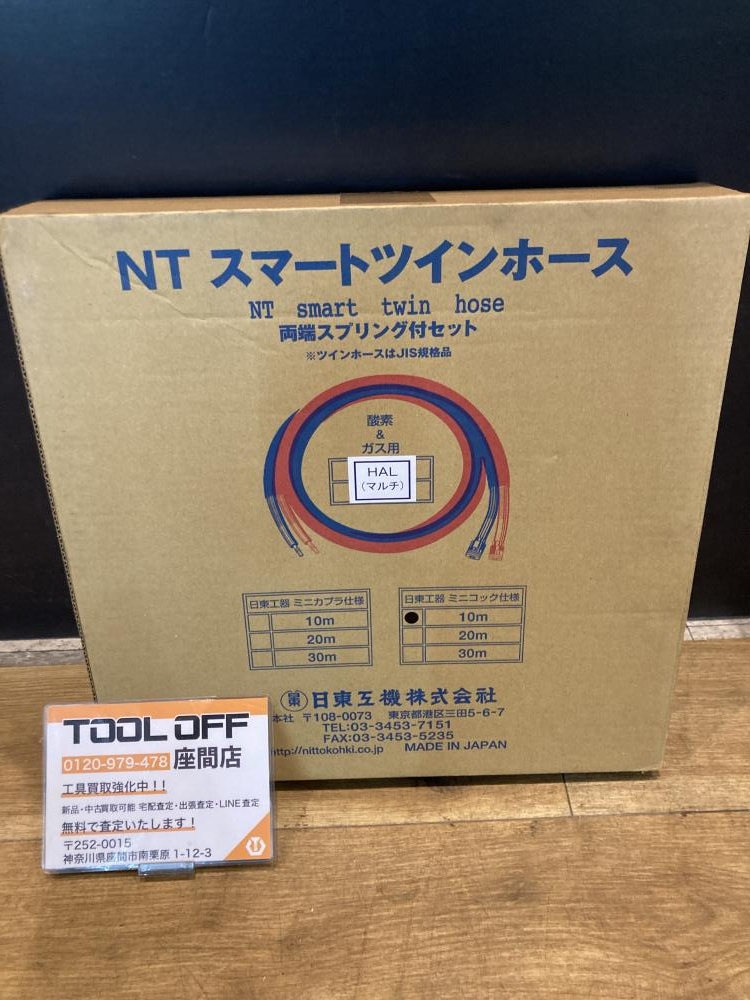 NT スマートツインホース
NT smart twin hose
両端スプリング付セット
※ツインホースはJIS規格品
酸素
&
ガス用
HAL
(マルチ)
日東工器 ミニカプラ仕様
10m
20m
30m
日東工器 ミニコック仕様
● 10m
20m
30m
日東互機株式会社
本社 〒108-0073 東京都港区三田5-6-7
TEL:03-3453-7151
FAX:03-3453-5235
http://nittokohki.co.jp MADE IN JAPAN
TOOL OFF
0120-979-478 座間店
工具買取強化中!!
新品・中古買取可能 宅配査定・出張査定・LINE査定
無料で査定いたします!
〒252-0015
神奈川県座間市南栗原 1-12-3